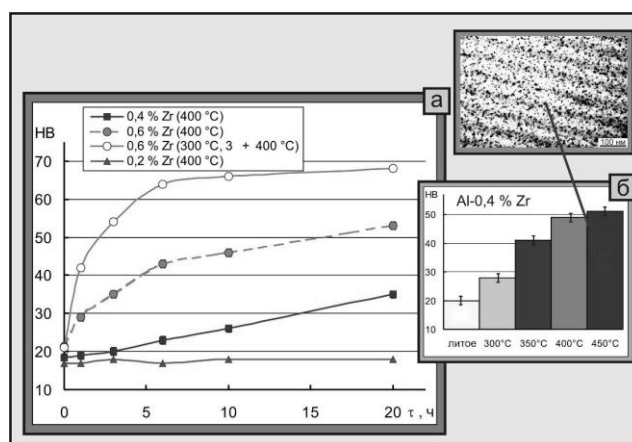 а
0,4 % Zr (400 °C)
0,6 % Zr (400 °C)
0,6 % Zr (300 °C, 3 + 400 °C)
0,2 % Zr (400 °C)
НВ
70
60
50
40
30
20
10
0 5 10 15 20 τ , ч
100 нм
б
НВ
Al-0,4 % Zr
50
40
30
20
10
литое 300°C 350°C 400°C 450°C